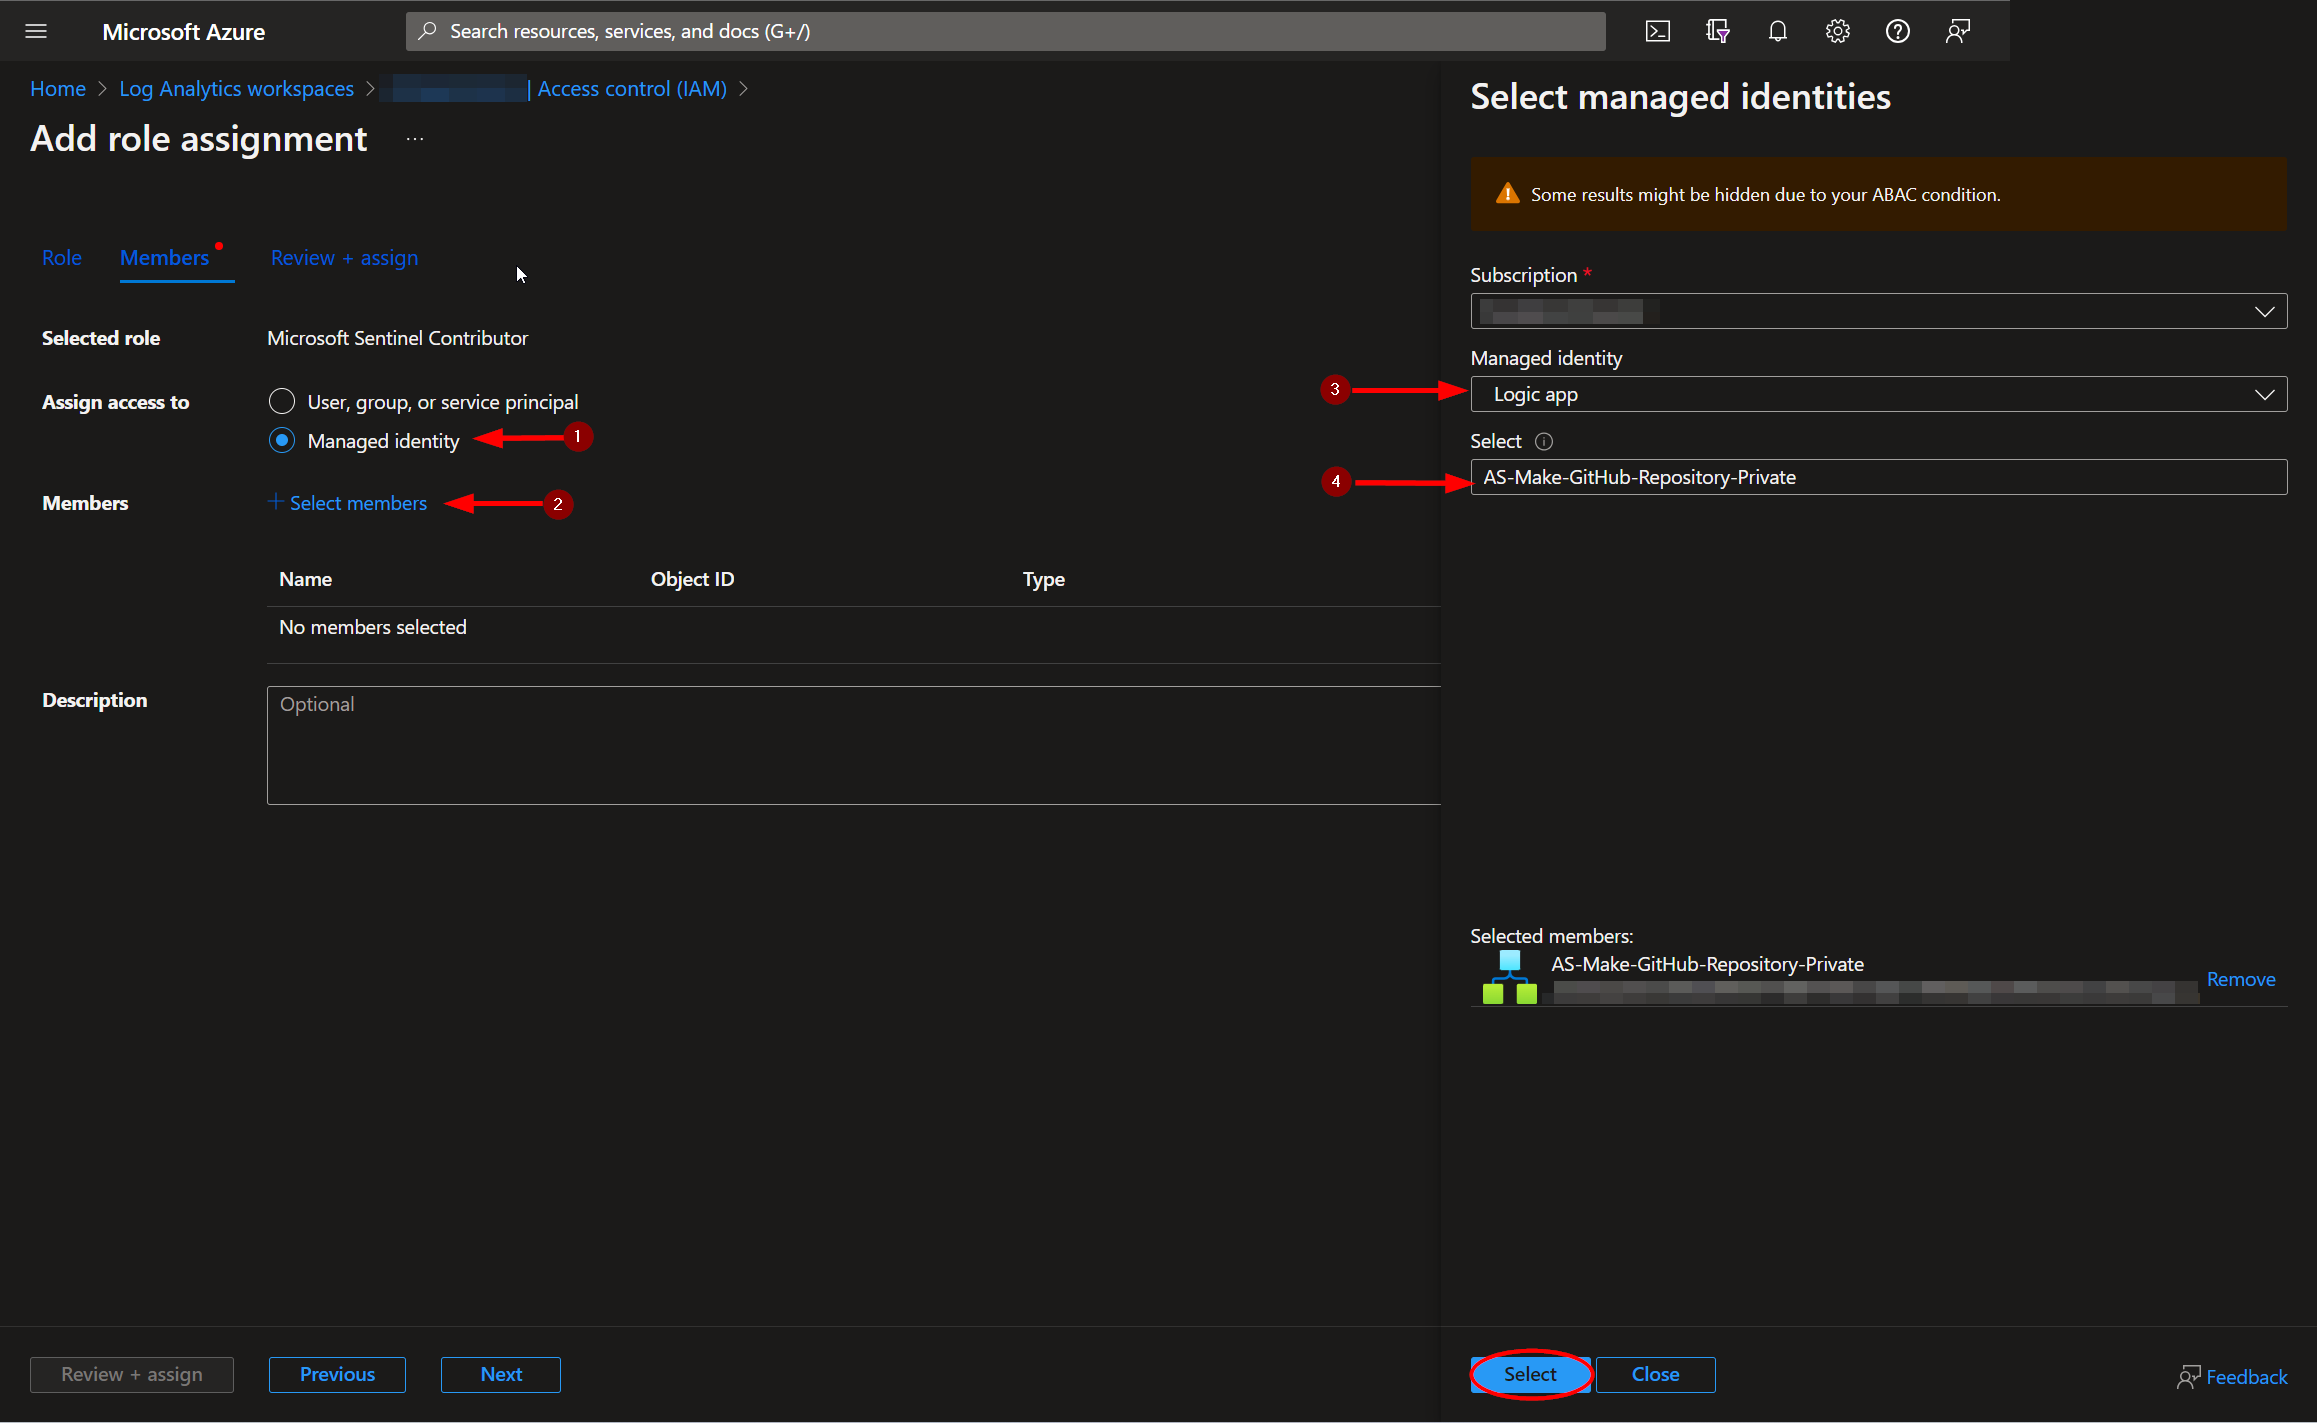 Microsoft Azure
Search resources, services, and docs (G+/)
Home > Log Analytics workspaces > | Access control (IAM) >
Add role assignment ...
Role
Members
Review + assign
Selected role
Microsoft Sentinel Contributor
Assign access to
User, group, or service principal
Managed identity
1
Members
+ Select members
2
Name Object ID Type
No members selected
Description
Optional
Review + assign
Previous
Next
Select managed identities
Some results might be hidden due to your ABAC condition.
Subscription *
Managed identity
3
Logic app
Select
4
AS-Make-GitHub-Repository-Private
Selected members:
AS-Make-GitHub-Repository-Private
Remove
Select
Close
Feedback